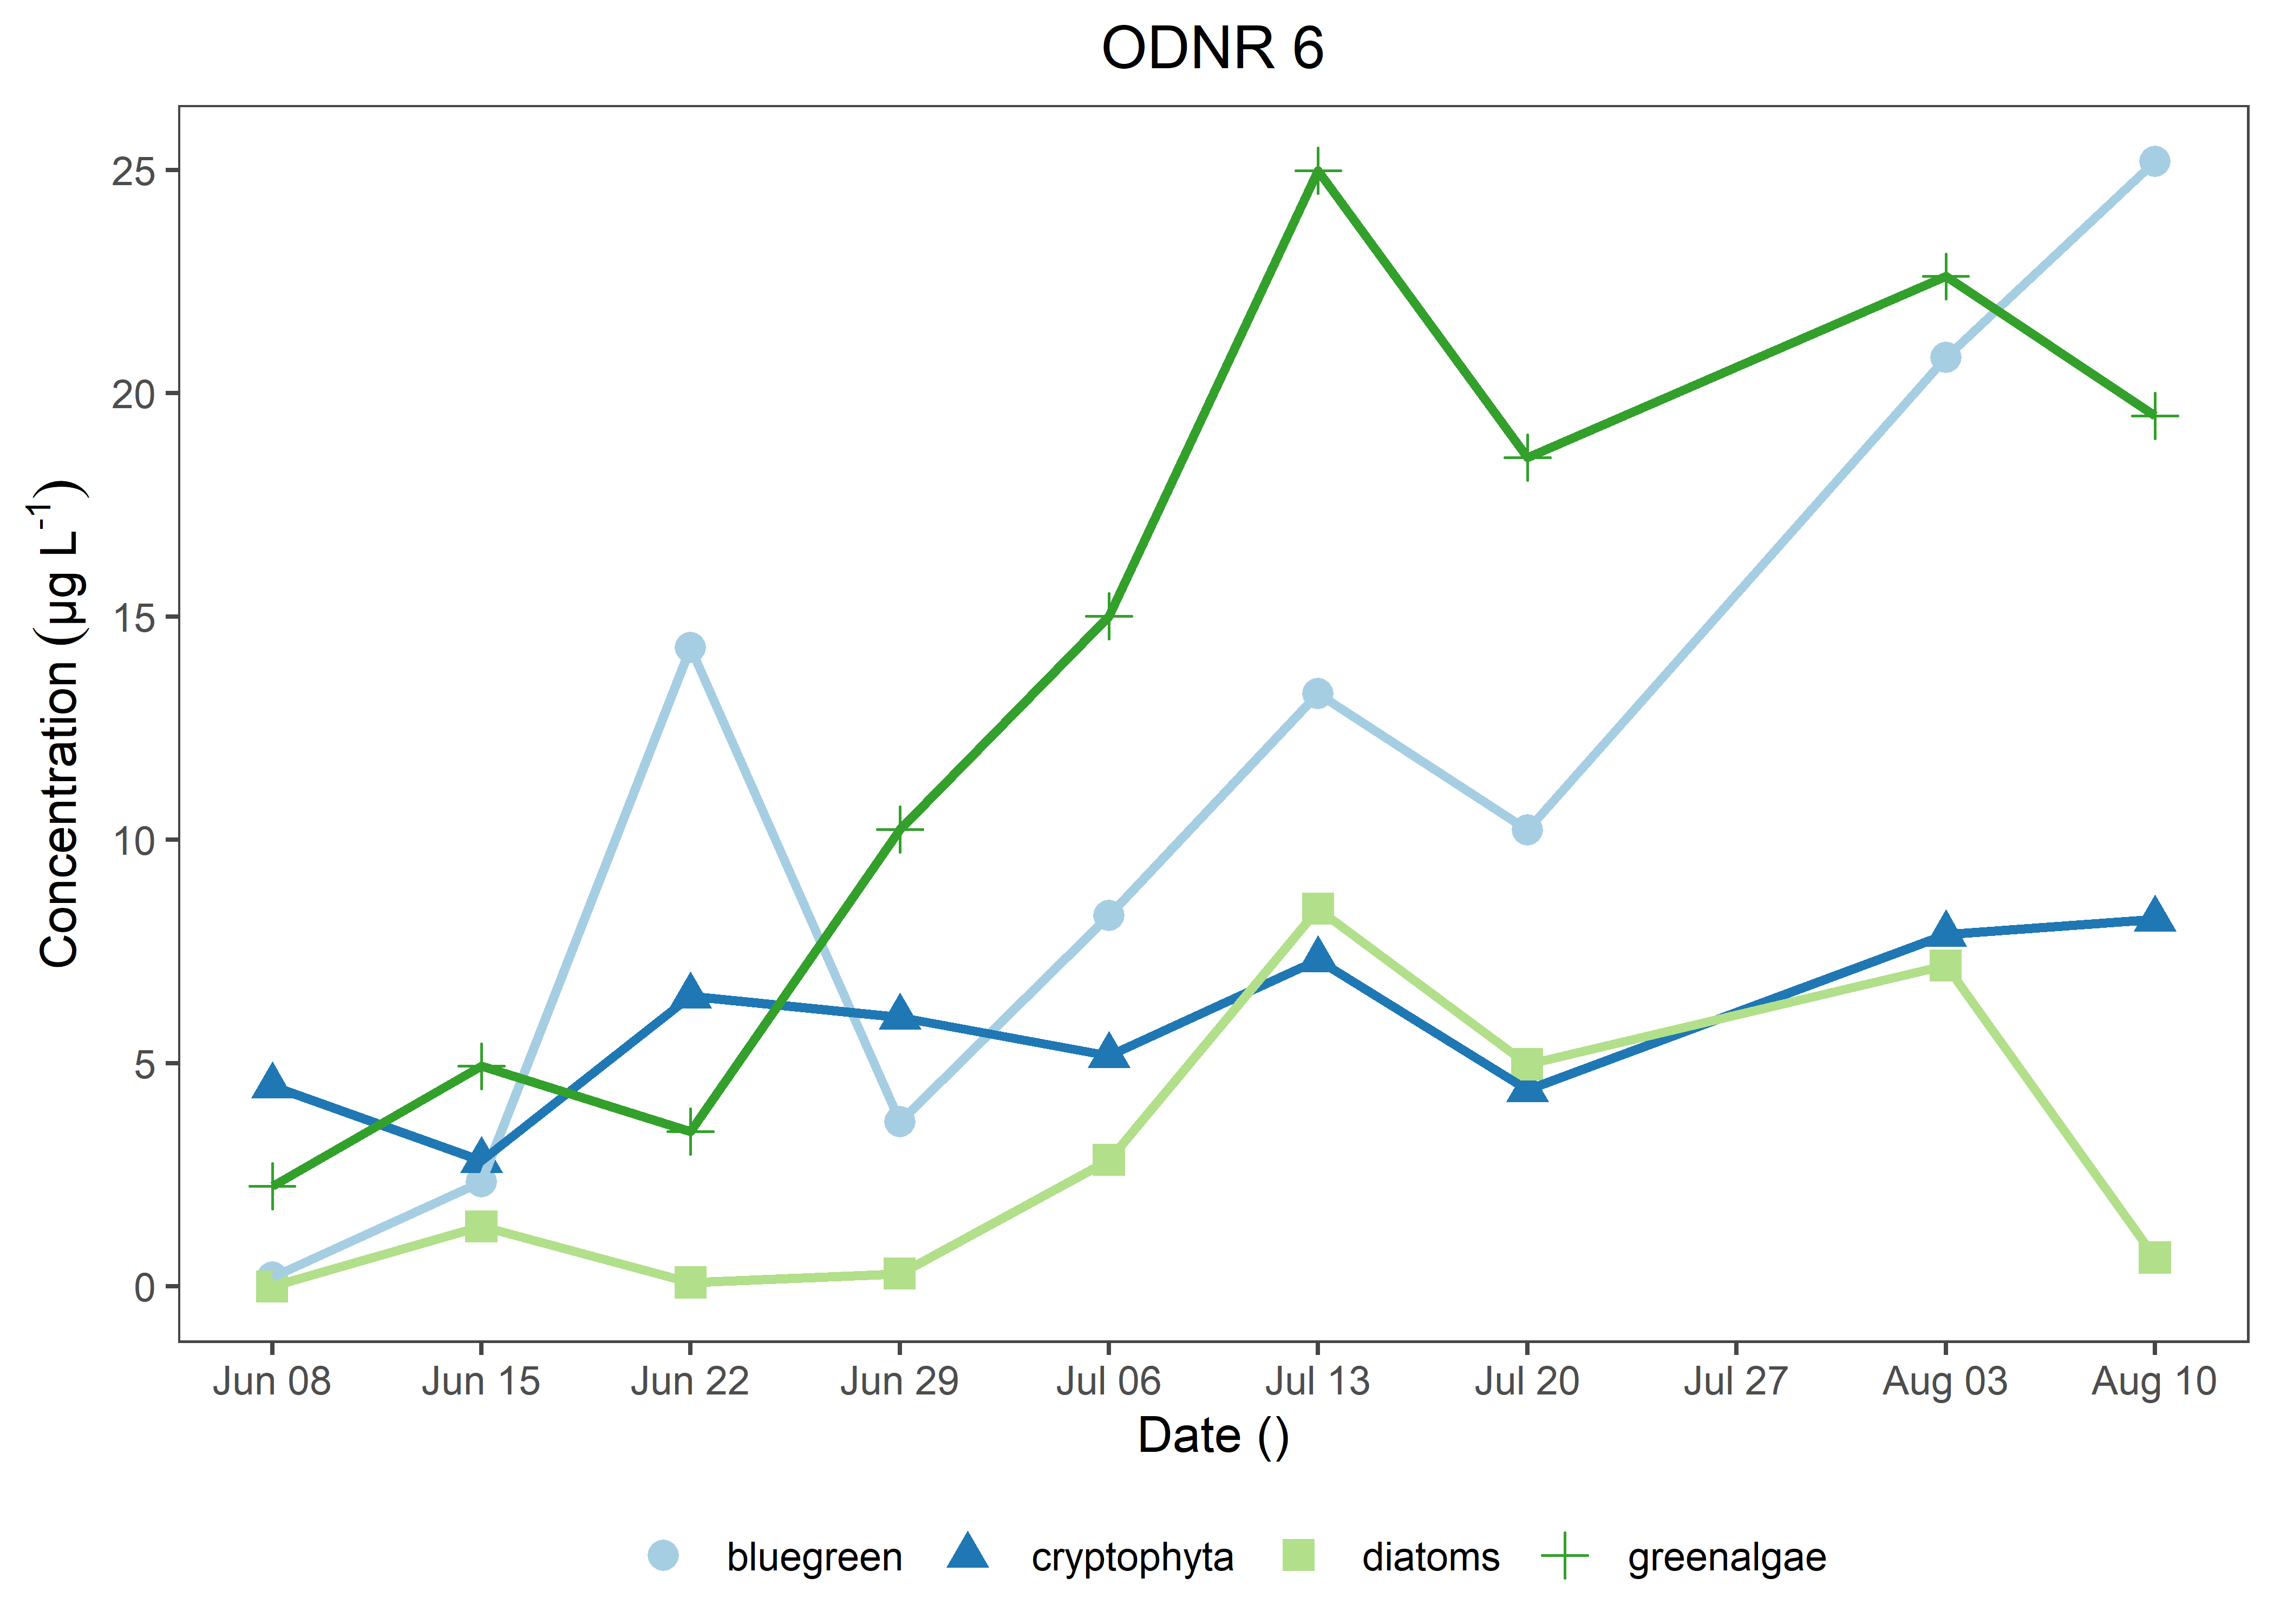 ODNR 6
Concentration (µg L-1)
25
20
15
10
5
0
Jun 08 Jun 15 Jun 22 Jun 29 Jul 06 Jul 13 Jul 20 Jul 27 Aug 03 Aug 10
Date ()
bluegreen cryptophyta diatoms greenalgae